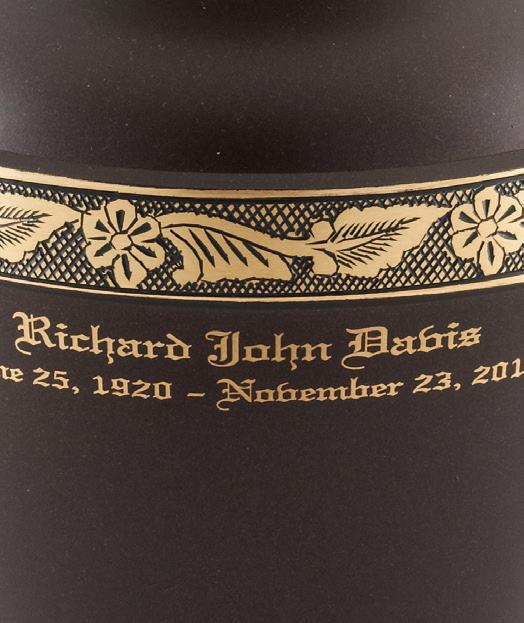 Richard John Davis
ne 25, 1920 – November 23, 201